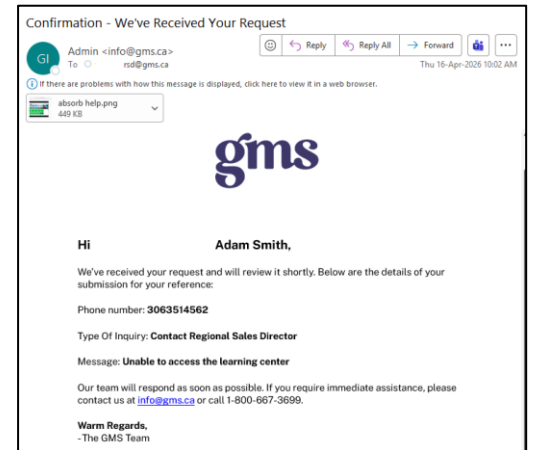 Confirmation - We've Received Your Request
GI
Admin <info@gms.ca>
To rsd@gms.ca
Reply
Reply All
Forward
Thu 16-Apr-2026 10:02 AM
If there are problems with how this message is displayed, click here to view it in a web browser.
absorb help.png
449 KB
gms
Hi Adam Smith,
We've received your request and will review it shortly. Below are the details of your
submission for your reference:
Phone number: 3063514562
Type Of Inquiry: Contact Regional Sales Director
Message: Unable to access the learning center
Our team will respond as soon as possible. If you require immediate assistance, please
contact us at info@gms.ca or call 1-800-667-3699.
Warm Regards,
- The GMS Team